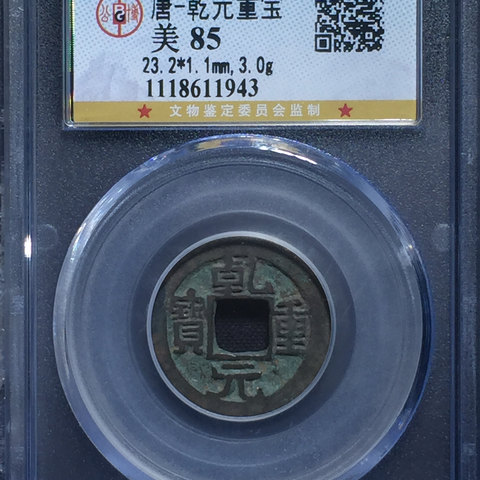 唐-乾元重宝
美 85
23.2*1.1mm,3.0g
1118611943
★ 文物鉴定委员会监制 ★
乾
寶 重
元